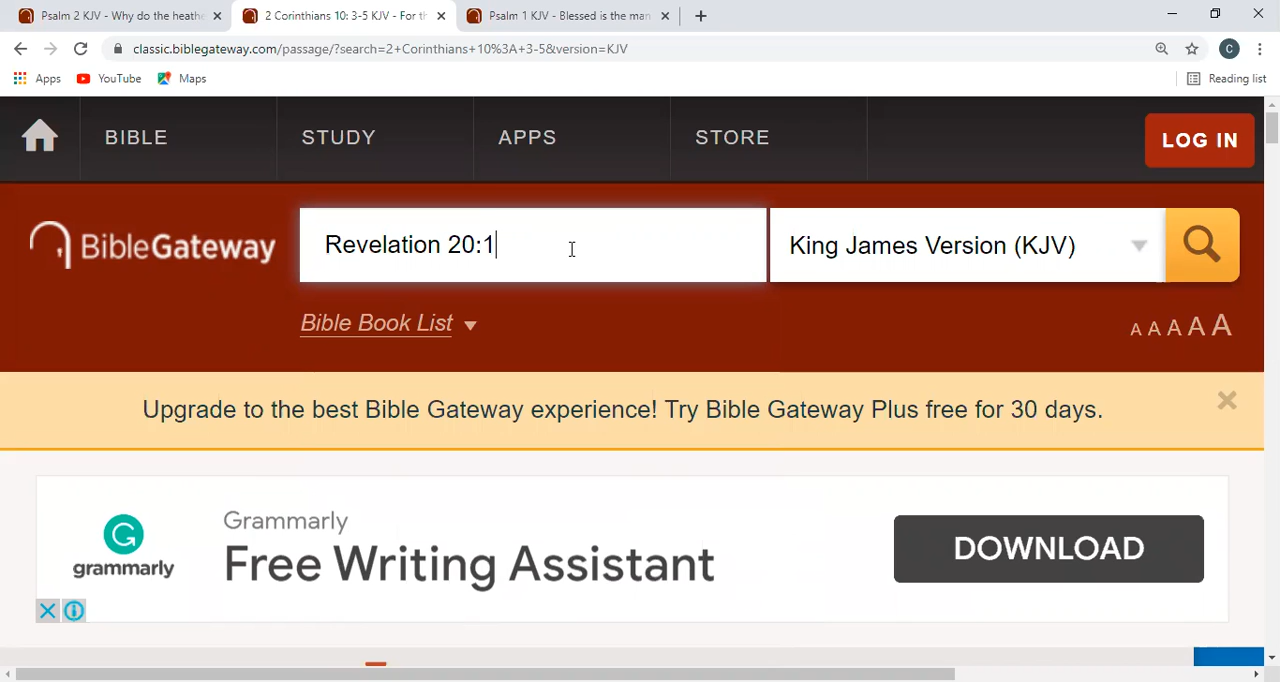 Psalm 2 KJV - Why do the heathe
2 Corinthians 10: 3-5 KJV - For th
Psalm 1 KJV - Blessed is the man
classic.biblegateway.com/passage/?search=2+Corinthians+10%3A+3-5&version=KJV
C
Apps
YouTube
Maps
Reading list
BIBLE
STUDY
APPS
STORE
LOG IN
BibleGateway
Revelation 20:1
King James Version (KJV)
Bible Book List
A A A A A
Upgrade to the best Bible Gateway experience! Try Bible Gateway Plus free for 30 days.
grammarly
Grammarly
Free Writing Assistant
DOWNLOAD